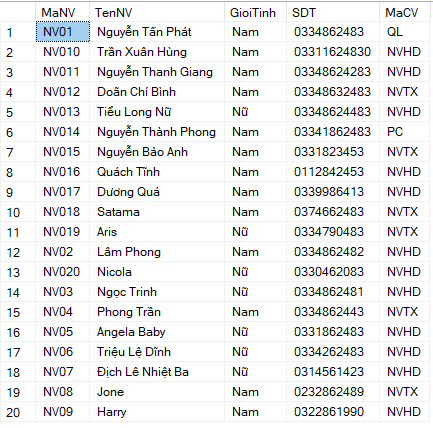 MaNV TenNV GioiTinh SDT MaCV
1 NV01 Nguyễn Tấn Phát Nam 0334862483 QL
2 NV010 Trần Xuân Hùng Nam 03311624830 NVHD
3 NV011 Nguyễn Thanh Giang Nam 03348624283 NVHD
4 NV012 Doãn Chí Bình Nam 03348632483 NVTX
5 NV013 Tiểu Long Nữ Nữ 03348624483 NVHD
6 NV014 Nguyễn Thành Phong Nam 03341862483 PC
7 NV015 Nguyễn Bảo Anh Nam 0331823453 NVTX
8 NV016 Quách Tĩnh Nam 0112842453 NVHD
9 NV017 Dương Quá Nam 0339986413 NVHD
10 NV018 Satama Nam 0374662483 NVTX
11 NV019 Aris Nữ 0334790483 NVTX
12 NV02 Lâm Phong Nam 0334862482 NVHD
13 NV020 Nicola Nữ 0330462083 NVHD
14 NV03 Ngọc Trinh Nữ 0334862481 NVHD
15 NV04 Phong Trần Nam 0334862443 NVTX
16 NV05 Angela Baby Nữ 0331862483 NVHD
17 NV06 Triệu Lệ Dĩnh Nữ 0334262483 NVHD
18 NV07 Địch Lê Nhiệt Ba Nữ 0314561423 NVHD
19 NV08 Jone Nam 0232862489 NVTX
20 NV09 Harry Nam 0322861990 NVHD